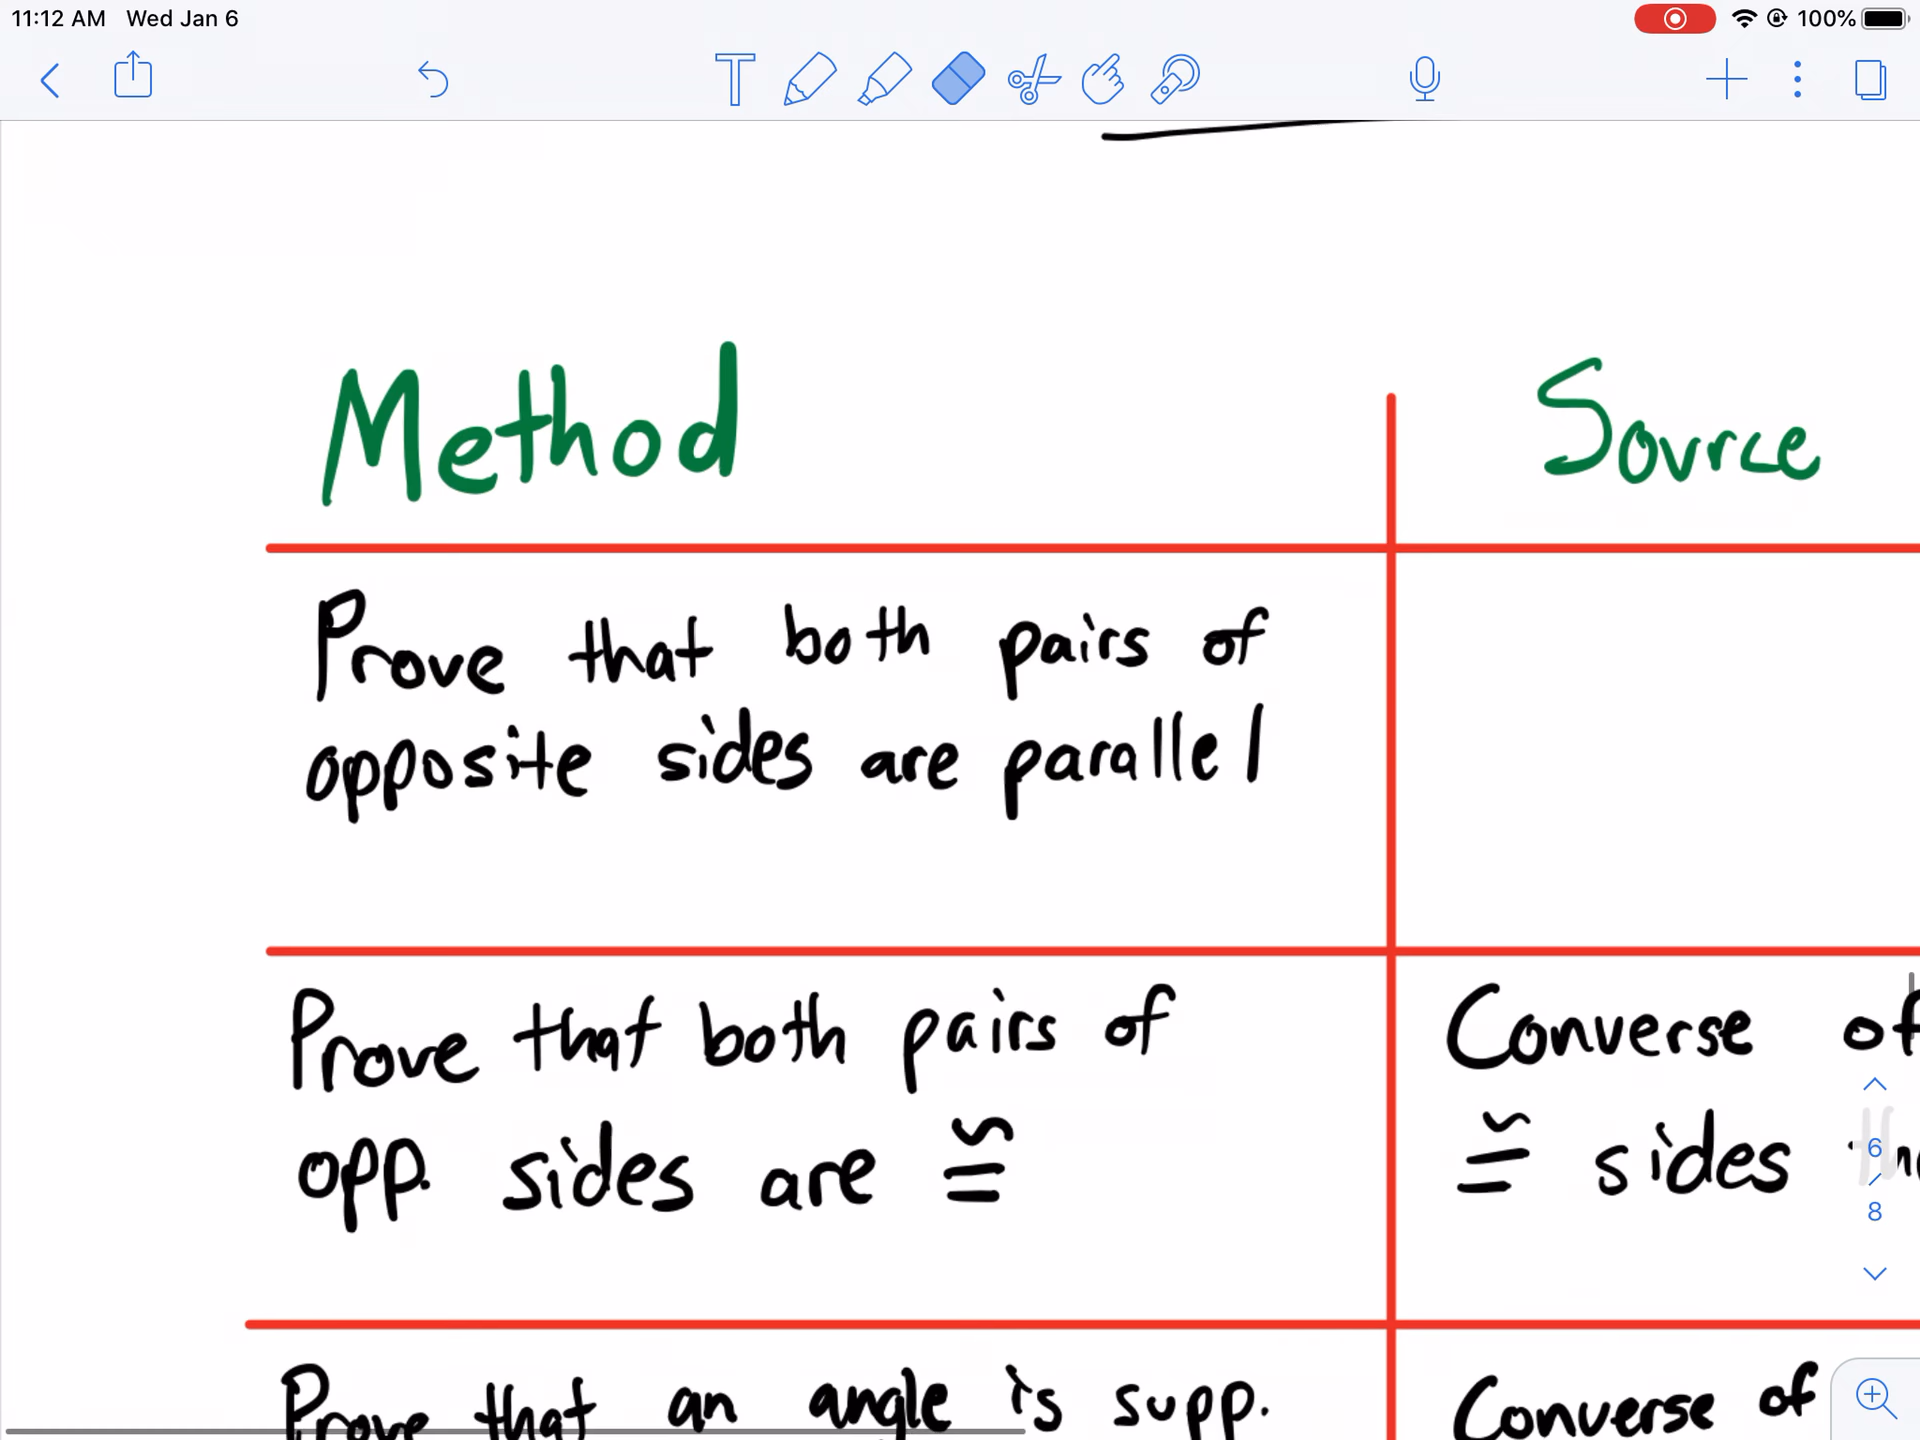 11:12 AM Wed Jan 6
100%
Method
Source
Prove that both pairs of
opposite sides are parallel
Prove that both pairs of
opp. sides are ≅
Converse of
≅ sides
6
/
8
Prove that an angle is supp.
Converse of